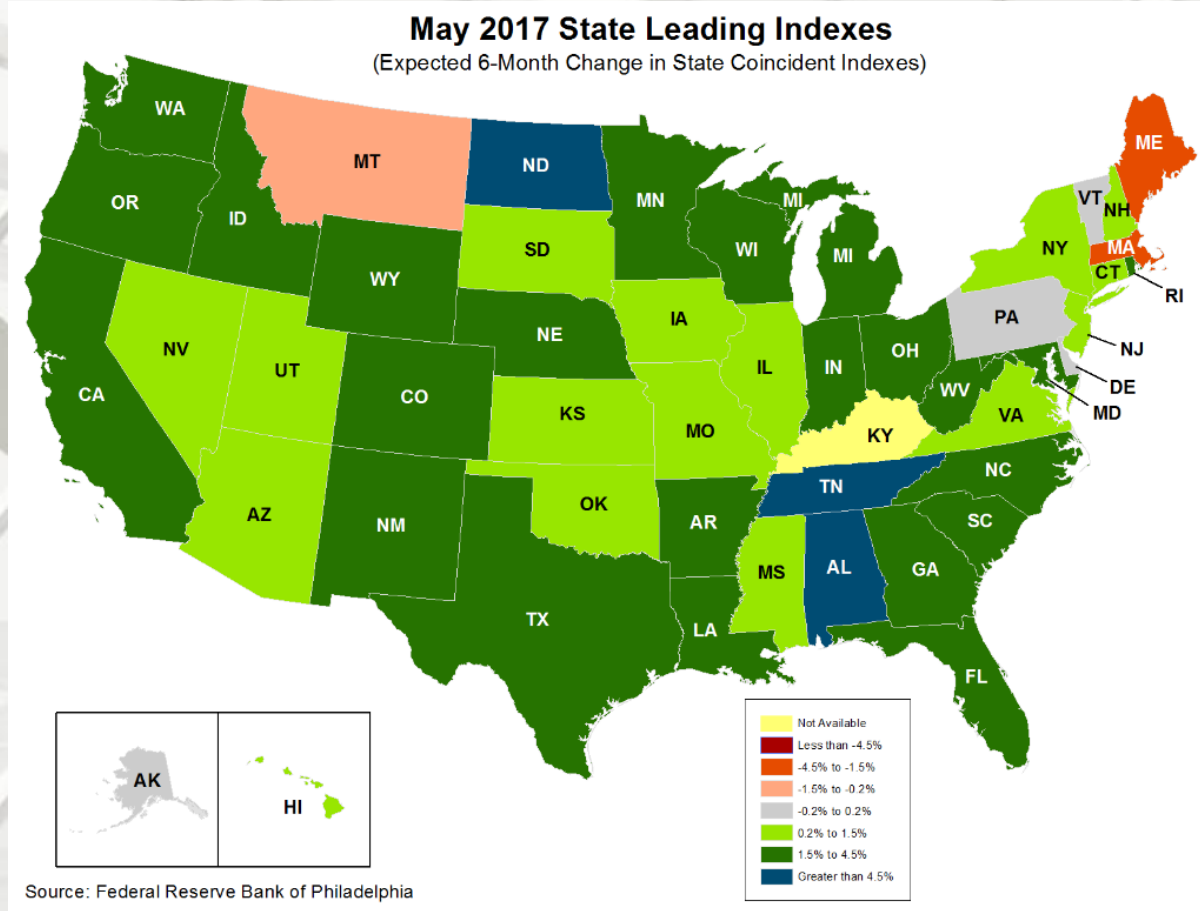 May 2017 State Leading Indexes
(Expected 6-Month Change in State Coincident Indexes)
WA
MT
ND
MN
ME
OR
ID
SD
WI
MI
MI
VT
NH
NY
MA
CT
RI
WY
NE
IA
PA
NJ
NV
UT
CO
IL
IN
OH
WV
DE
MD
CA
KS
MO
KY
VA
AZ
NM
OK
AR
TN
NC
SC
MS
AL
GA
TX
LA
FL
AK
HI
Not Available
Less than -4.5%
-4.5% to -1.5%
-1.5% to -0.2%
-0.2% to 0.2%
0.2% to 1.5%
1.5% to 4.5%
Greater than 4.5%
Source: Federal Reserve Bank of Philadelphia